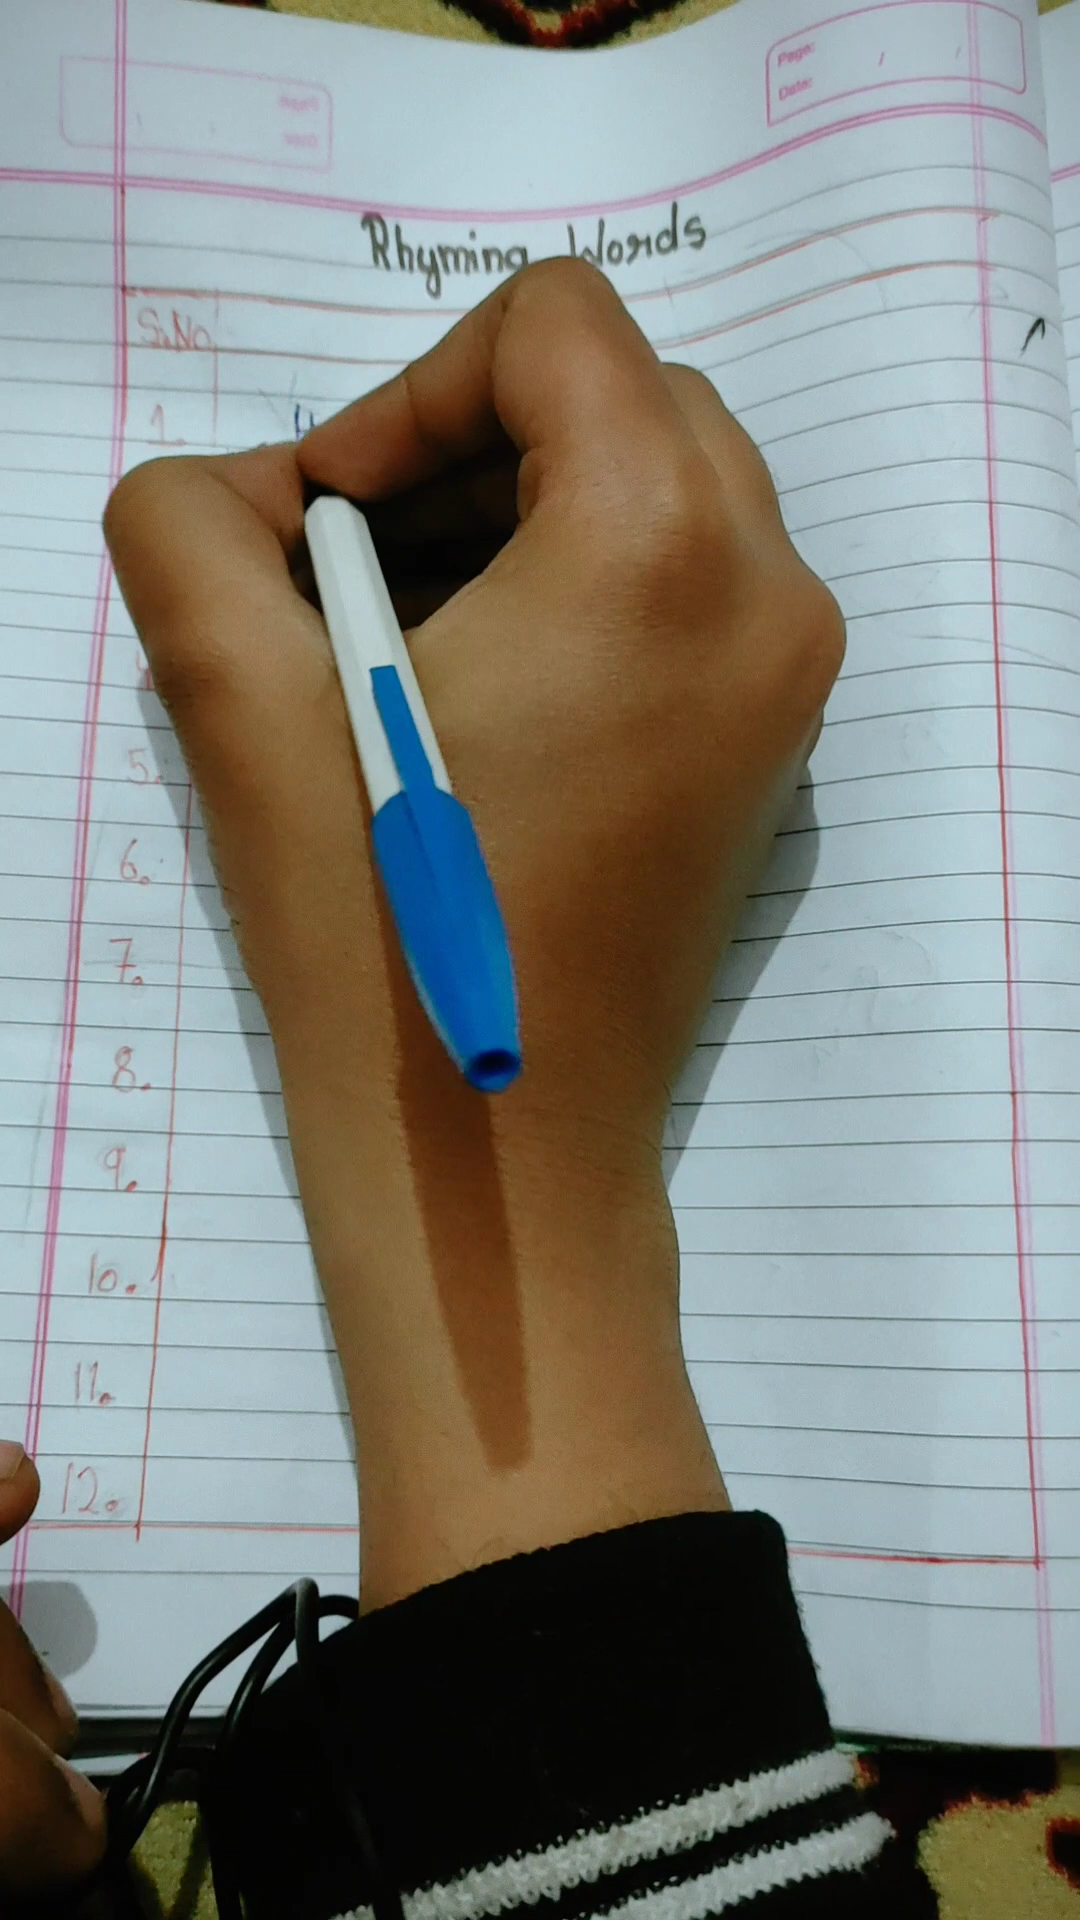 Page:
Date:
Rhyming Words
S.No
1
5.
6.
7.
8.
9.
10.
11.
12.